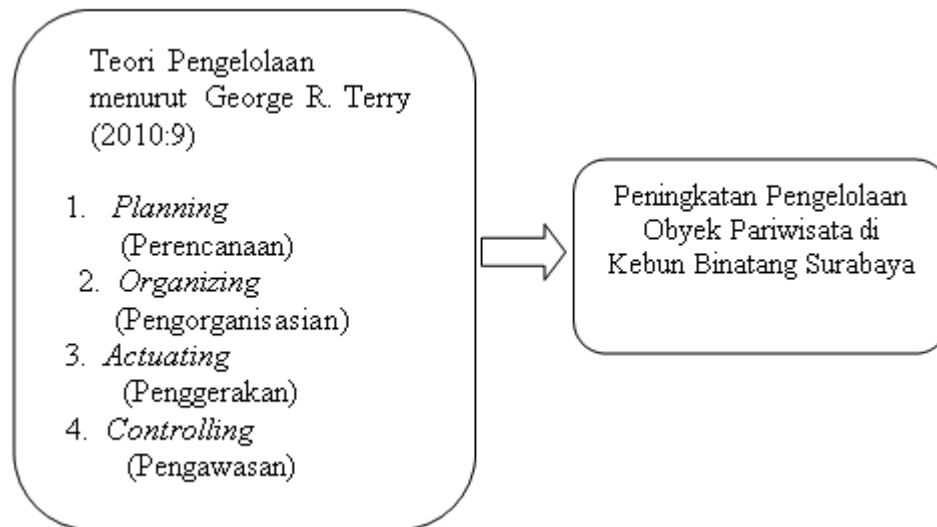 Teori Pengelolaan
menurut George R. Terry
(2010:9)
1. Planning
(Perencanaan)
2. Organizing
(Pengorganisasian)
3. Actuating
(Penggerakan)
4. Controlling
(Pengawasan)
Peningkatan Pengelolaan
Obyek Pariwisata di
Kebun Binatang Surabaya